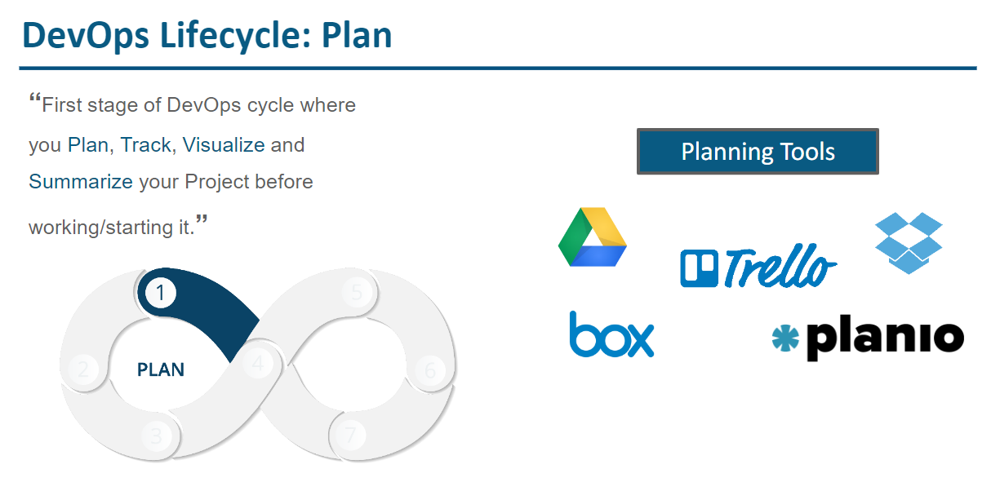 DevOps Lifecycle: Plan
“First stage of DevOps cycle where
you Plan, Track, Visualize and
Summarize your Project before
working/starting it.”
Planning Tools
Trello
box
planio
1
2
3
4
5
6
7
PLAN